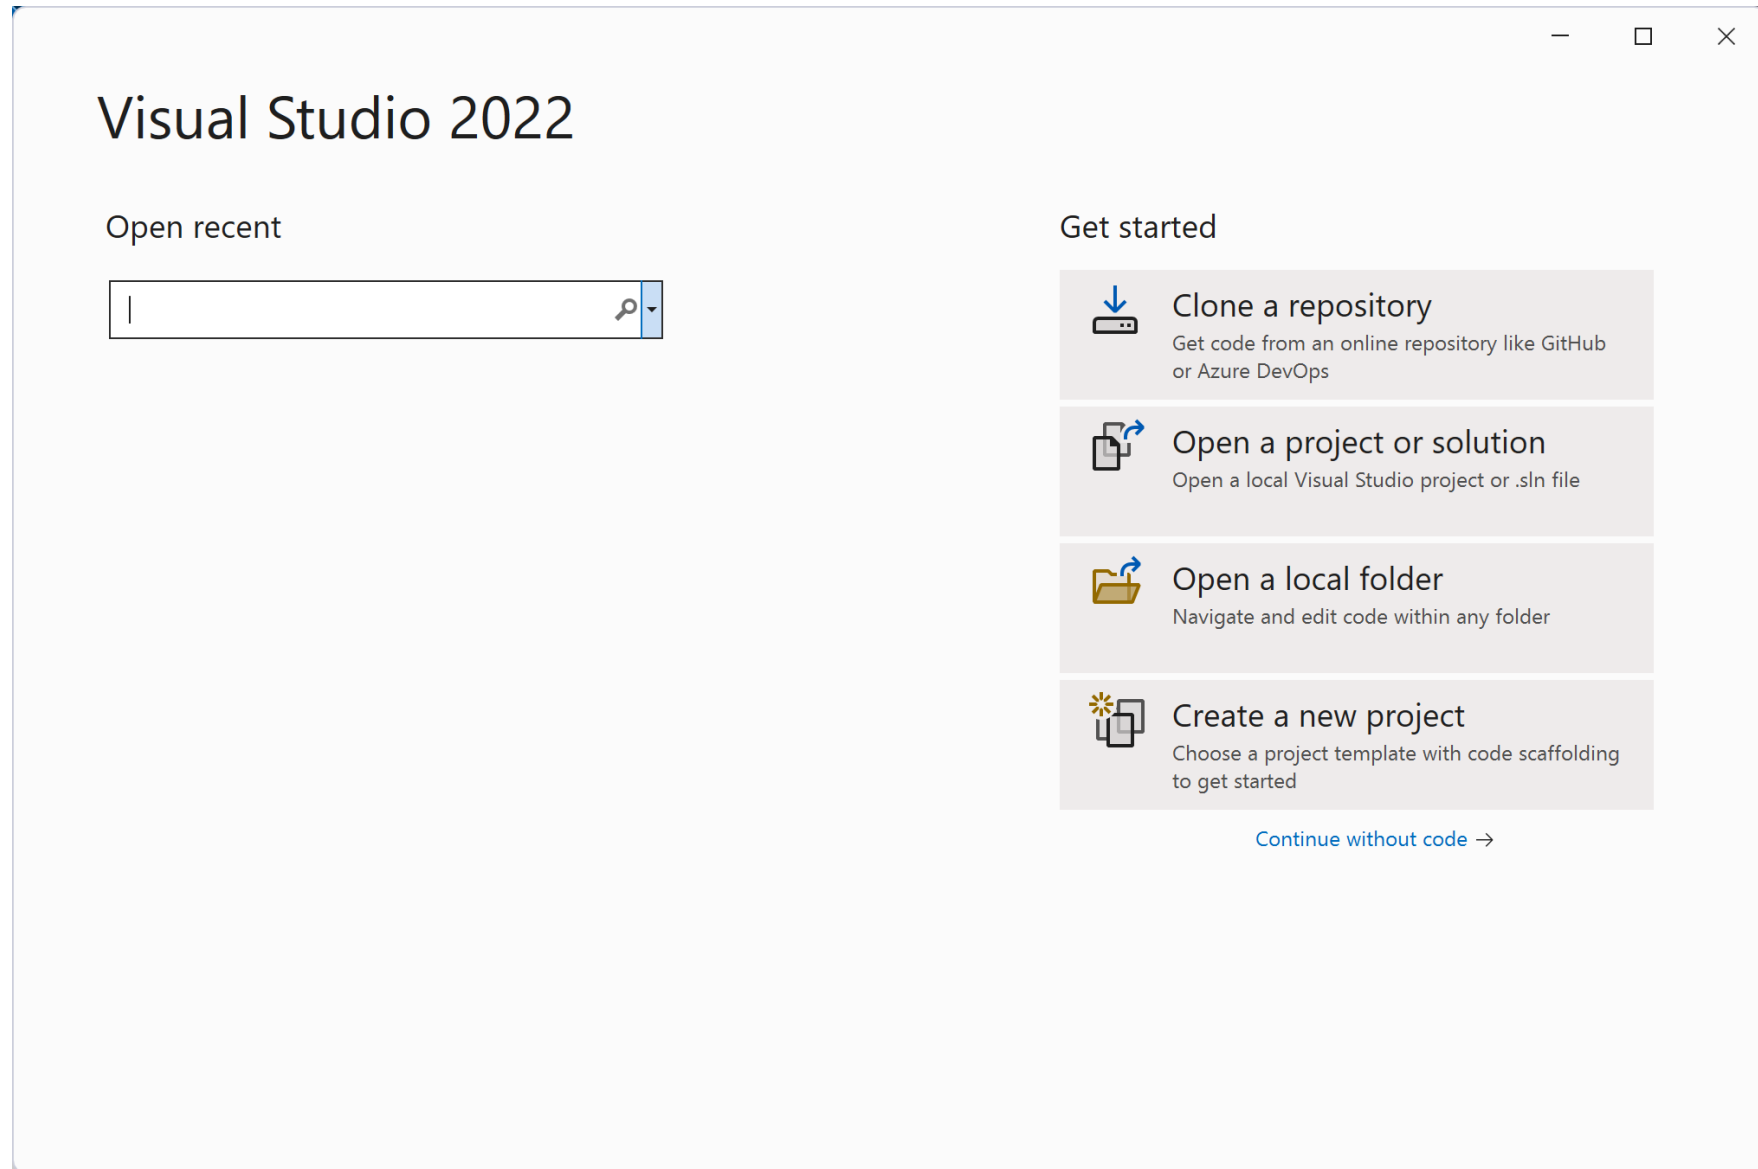 Visual Studio 2022
Open recent
Get started
Clone a repository
Get code from an online repository like GitHub
or Azure DevOps
Open a project or solution
Open a local Visual Studio project or .sln file
Open a local folder
Navigate and edit code within any folder
Create a new project
Choose a project template with code scaffolding
to get started
Continue without code →